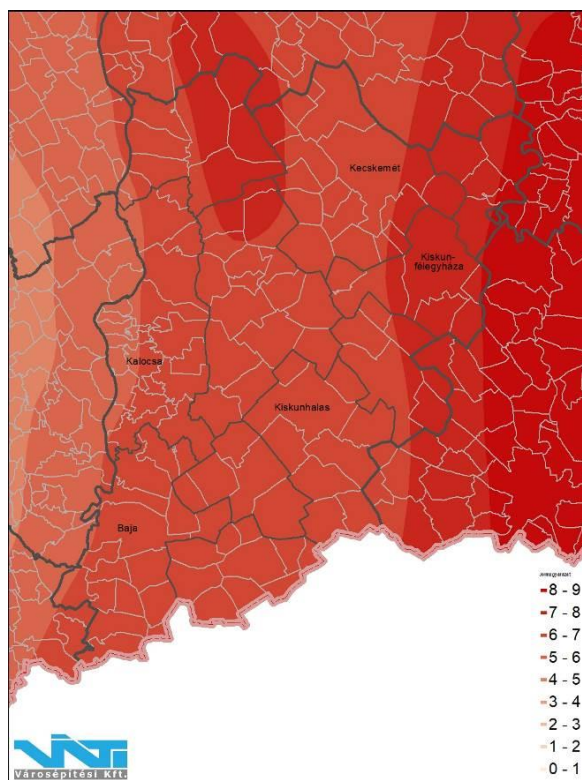 Kecskemét
Kiskun-
félegyháza
Kalocsa
Kiskunhalas
Baja
8 - 9
7 - 8
6 - 7
5 - 6
4 - 5
3 - 4
2 - 3
1 - 2
0 - 1
VÁTI
Városépítési Kft.